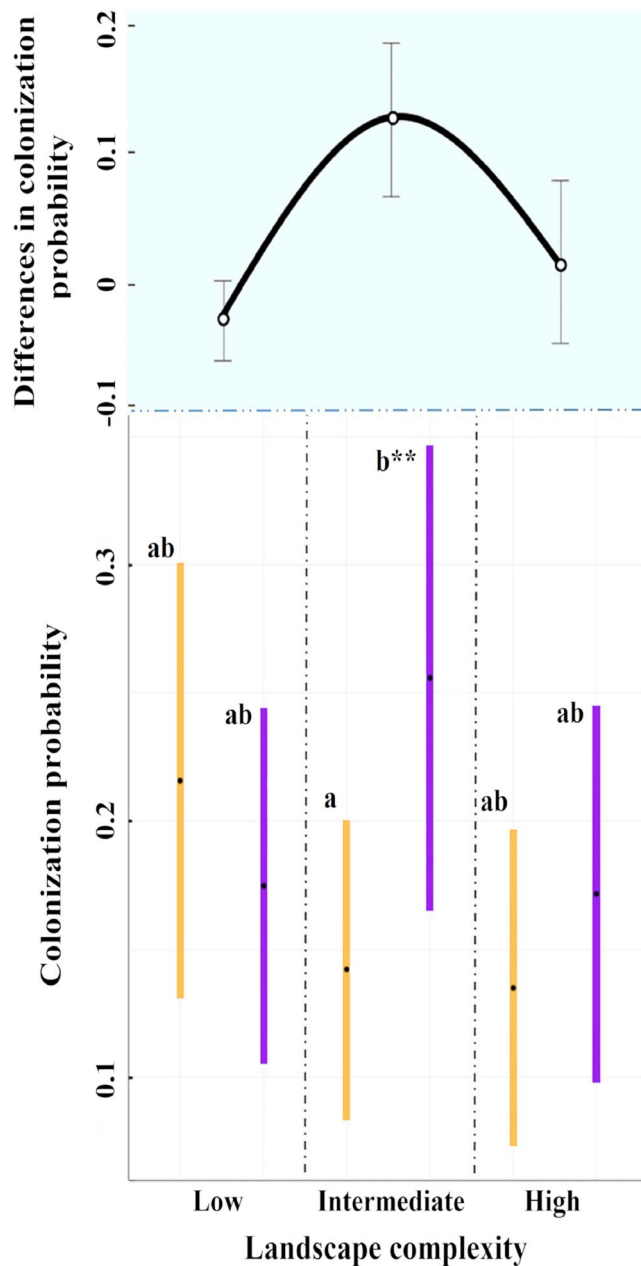 Differences in colonization
probability
0.2
0.1
0
-0.1
Colonization probability
0.3
0.2
0.1
ab
ab
a
b**
ab
ab
Low Intermediate High
Landscape complexity